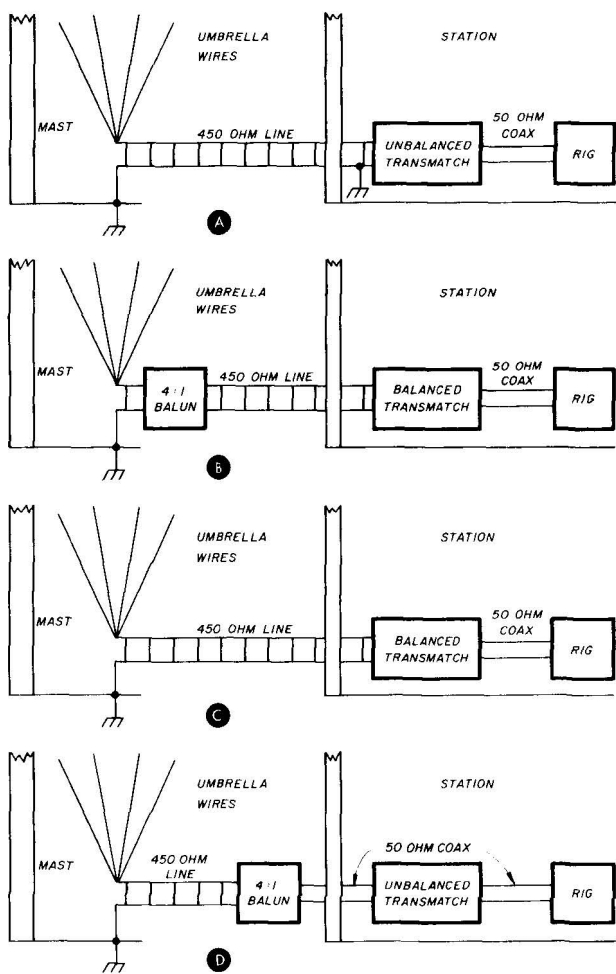 UMBRELLA
WIRES
STATION
MAST
450 OHM LINE
50 OHM
COAX
UNBALANCED
TRANSMATCH
RIG
A
UMBRELLA
WIRES
STATION
MAST
4:1
BALUN
450 OHM LINE
50 OHM
COAX
BALANCED
TRANSMATCH
RIG
B
UMBRELLA
WIRES
STATION
MAST
450 OHM LINE
50 OHM
COAX
BALANCED
TRANSMATCH
RIG
C
UMBRELLA
WIRES
STATION
MAST
450 OHM
LINE
4:1
BALUN
50 OHM COAX
UNBALANCED
TRANSMATCH
RIG
D